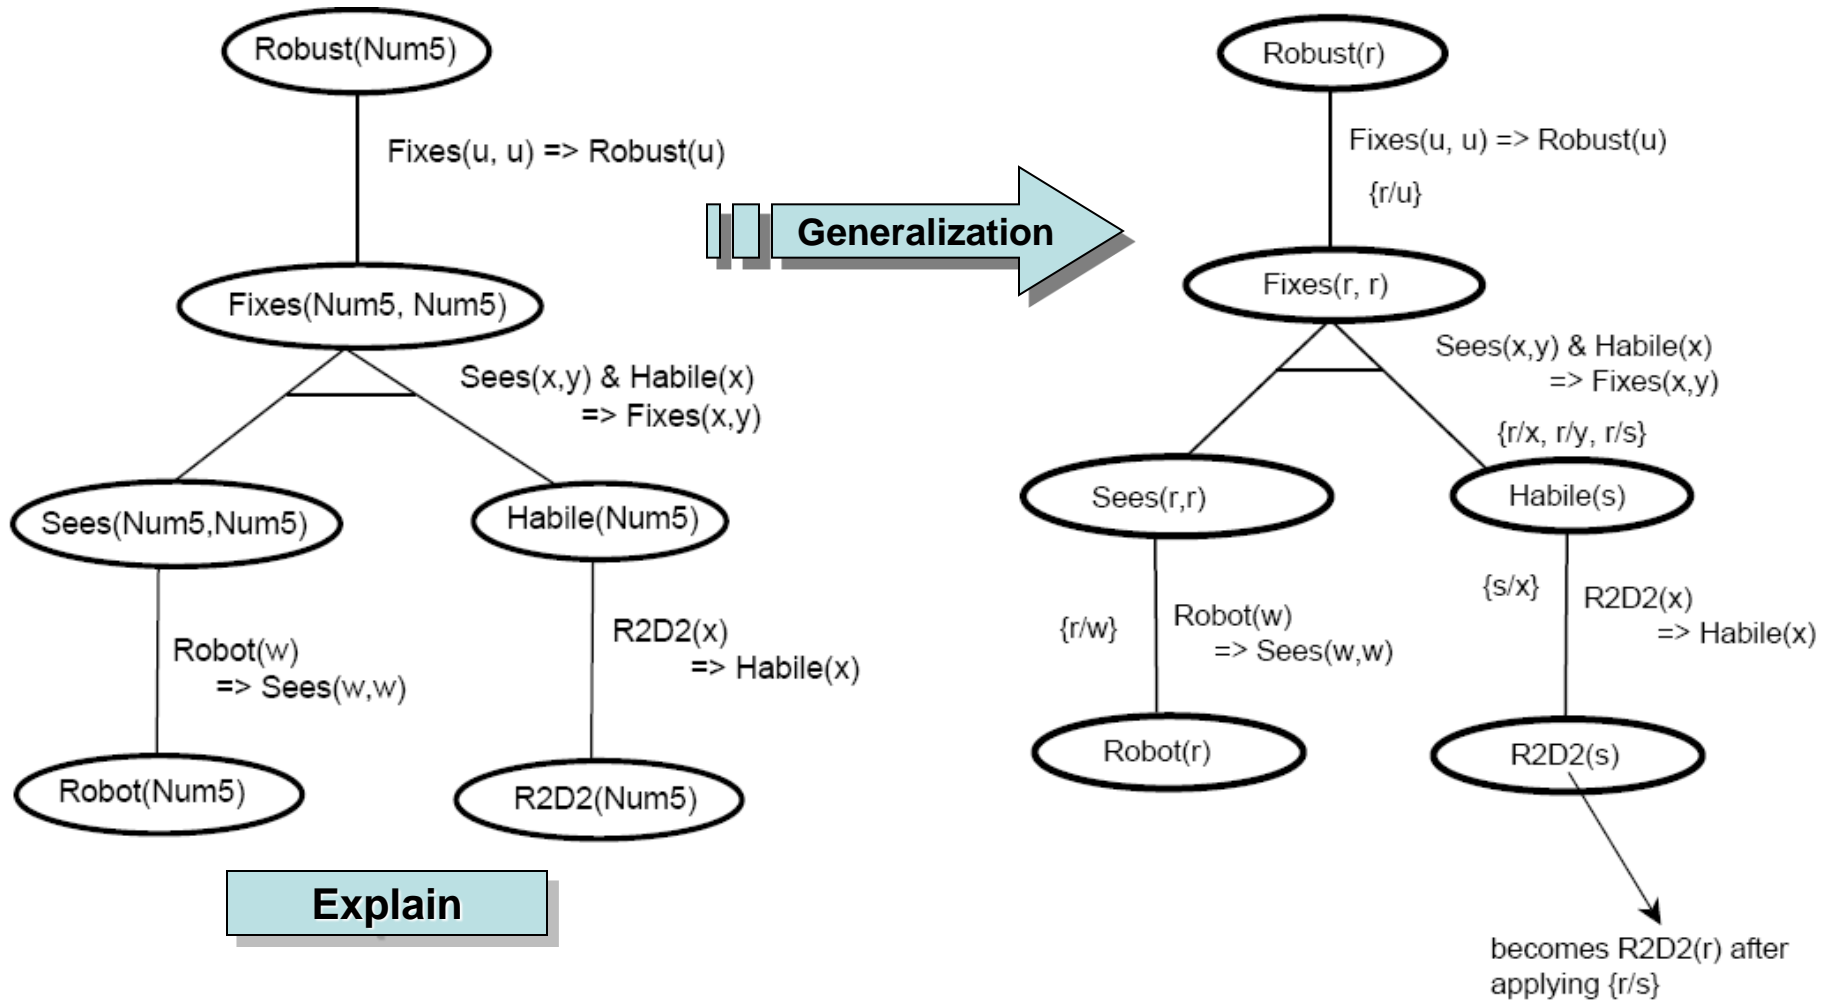 Robust(Num5)
Fixes(u, u) => Robust(u)
Fixes(Num5, Num5)
Sees(x,y) & Habile(x)
=> Fixes(x,y)
Sees(Num5,Num5)
Habile(Num5)
Robot(w)
=> Sees(w,w)
R2D2(x)
=> Habile(x)
Robot(Num5)
R2D2(Num5)
Explain
Generalization
Robust(r)
Fixes(u, u) => Robust(u)
{r/u}
Fixes(r, r)
Sees(x,y) & Habile(x)
=> Fixes(x,y)
{r/x, r/y, r/s}
Sees(r,r)
Habile(s)
{r/w}
Robot(w)
=> Sees(w,w)
{s/x}
R2D2(x)
=> Habile(x)
Robot(r)
R2D2(s)
becomes R2D2(r) after
applying {r/s}